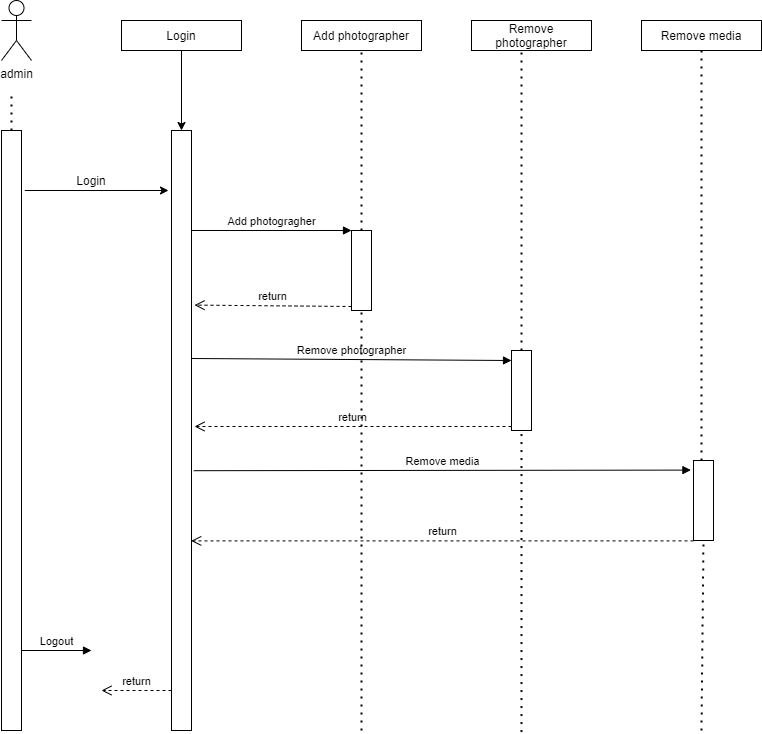 admin
Login
Add photographer
Remove
photographer
Remove media
Login
Add photogragher
return
Remove photographer
return
Remove media
return
Logout
return